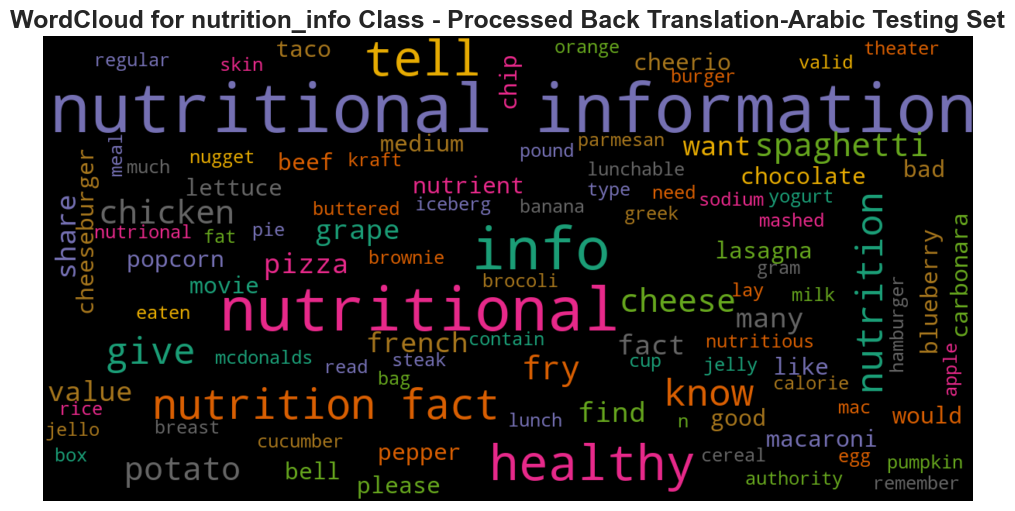 WordCloud for nutrition_info Class - Processed Back Translation-Arabic Testing Set
regular
skin
taco
tell
chip
orange
cheerio
burger
valid
theater
nutritional information
meal
much
nugget
beef
kraft
medium
pound
parmesan
lunchable
want
spaghetti
chocolate
bad
share
cheeseburger
chicken
lettuce
nutrional
fat
pie
buttered
grape
nutrient
iceberg
banana
type
need
greek
sodium
yogurt
mashed
nutrition
popcorn
pizza
brownie
info
brocoli
lasagna
gram
blueberry
carbonara
movie
eaten
nutritional
cheese
lay
milk
many
hamburger
give
mcdonalds
french
read
steak
contain
fact
cup
nutritious
jelly
like
apple
value
rice
jello
bag
nutrition fact
fry
know
calorie
mac
would
breast
lunch
find
n
good
macaroni
box
cucumber
potato
bell
pepper
please
healthy
cereal
egg
authority
pumpkin
remember